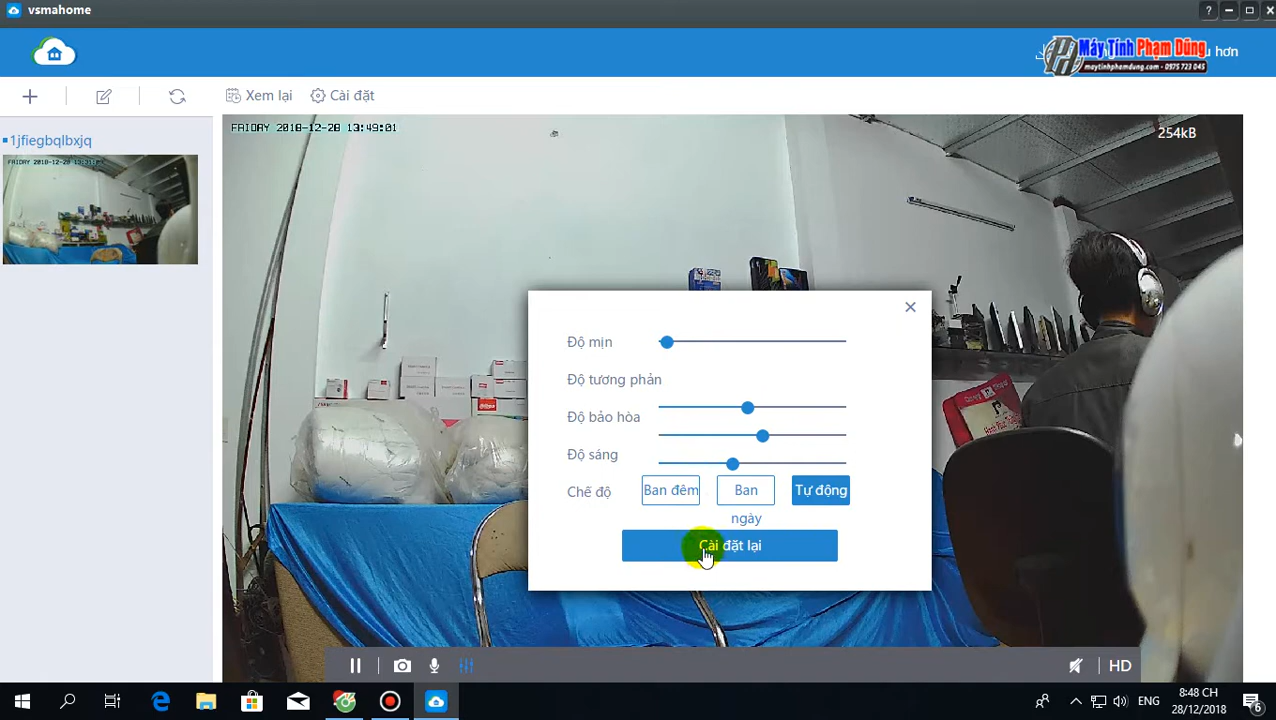 vsmahome
Máy Tính Phạm Dũng
maytinhphamdung.com - 0975 723 045
u hơn
Xem lại
Cài đặt
1jfiegbqlbxjq
FRIDAY 2018-12-28 13:49:01
254kB
Độ mịn
Độ tương phản
Độ bảo hòa
Độ sáng
Chế độ
Ban đêm
Ban
ngày
Tự động
Cài đặt lại
HD
ENG
8:48 CH
28/12/2018
6